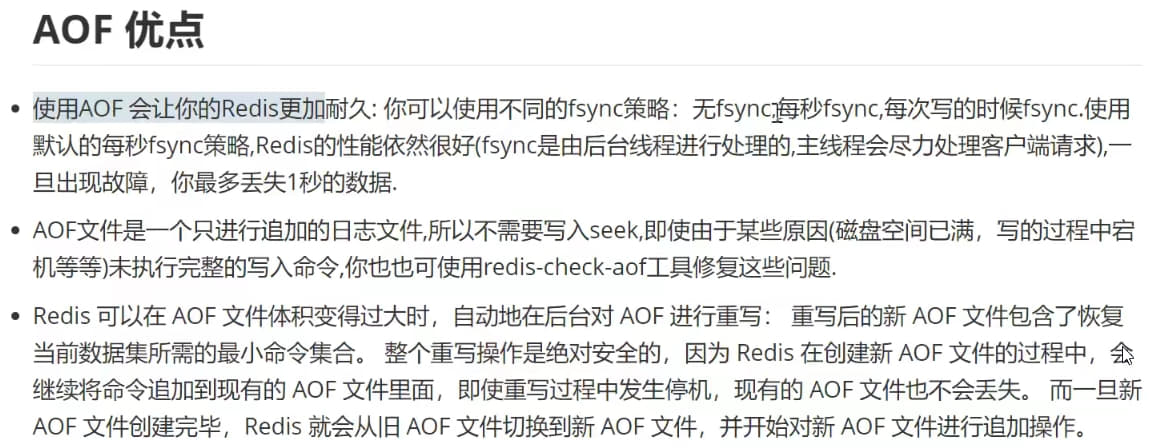 AOF 优点
使用AOF 会让你的Redis更加耐久: 你可以使用不同的fsync策略：无fsync,每秒fsync,每次写的时候fsync.使用
默认的每秒fsync策略,Redis的性能依然很好(fsync是由后台线程进行处理的,主线程会尽力处理客户端请求),一
旦出现故障，你最多丢失1秒的数据.
AOF文件是一个只进行追加的日志文件,所以不需要写入seek,即使由于某些原因(磁盘空间已满，写的过程中宕
机等等)未执行完整的写入命令,你也也可使用redis-check-aof工具修复这些问题.
Redis 可以在 AOF 文件体积变得过大时，自动地在后台对 AOF 进行重写： 重写后的新 AOF 文件包含了恢复
当前数据集所需的最小命令集合。 整个重写操作是绝对安全的，因为 Redis 在创建新 AOF 文件的过程中，会
继续将命令追加到现有的 AOF 文件里面，即使重写过程中发生停机，现有的 AOF 文件也不会丢失。 而一旦新
AOF 文件创建完毕，Redis 就会从旧 AOF 文件切换到新 AOF 文件，并开始对新 AOF 文件进行追加操作。